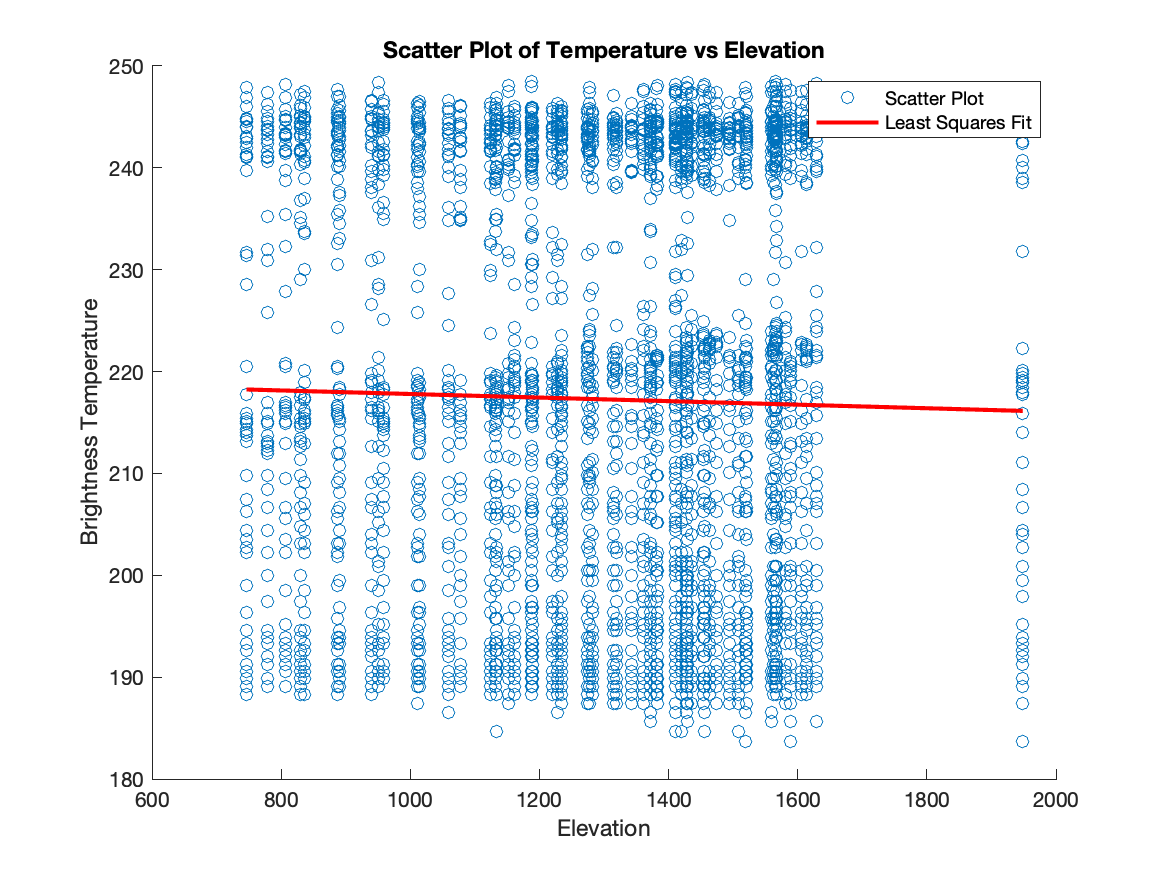 Scatter Plot of Temperature vs Elevation
Scatter Plot
Least Squares Fit
250
240
230
220
210
200
190
180
Brightness Temperature
600 800 1000 1200 1400 1600 1800 2000
Elevation